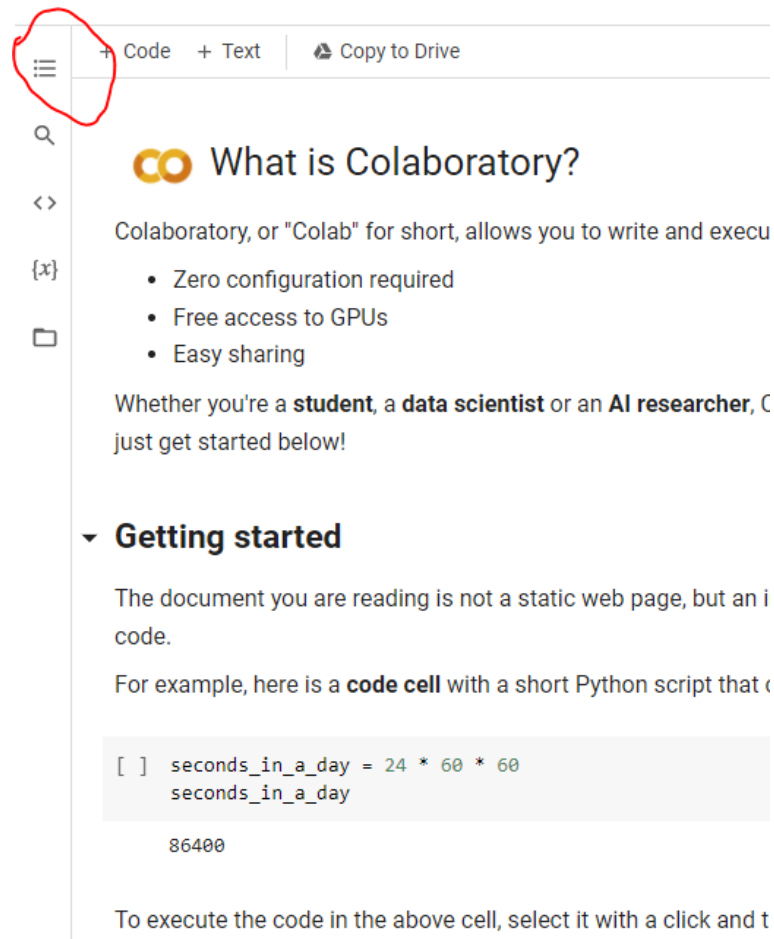 + Code + Text Copy to Drive
What is Colaboratory?
Colaboratory, or "Colab" for short, allows you to write and execu
• Zero configuration required
• Free access to GPUs
• Easy sharing
Whether you're a student, a data scientist or an AI researcher, C
just get started below!
Getting started
The document you are reading is not a static web page, but an i
code.
For example, here is a code cell with a short Python script that c
[ ] seconds_in_a_day = 24 * 60 * 60
seconds_in_a_day
86400
To execute the code in the above cell, select it with a click and t